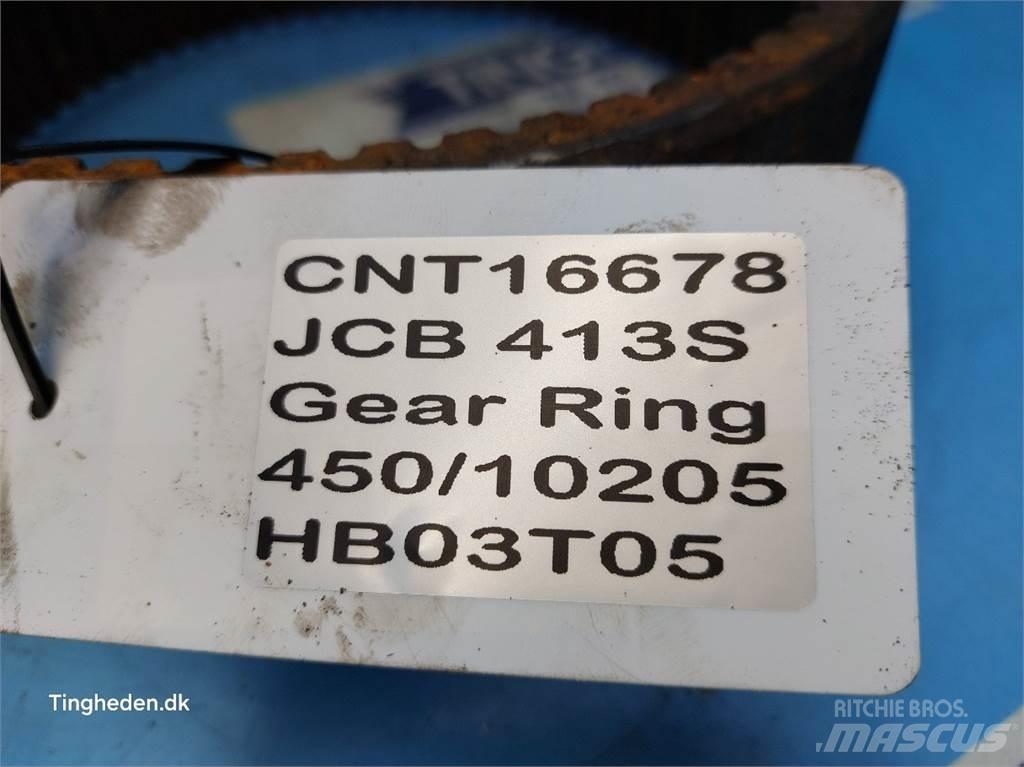 CNT16678
JCB 413S
Gear Ring
450/10205
HB03T05
Tingheden.dk
RITCHIE BROS.
MASCUS